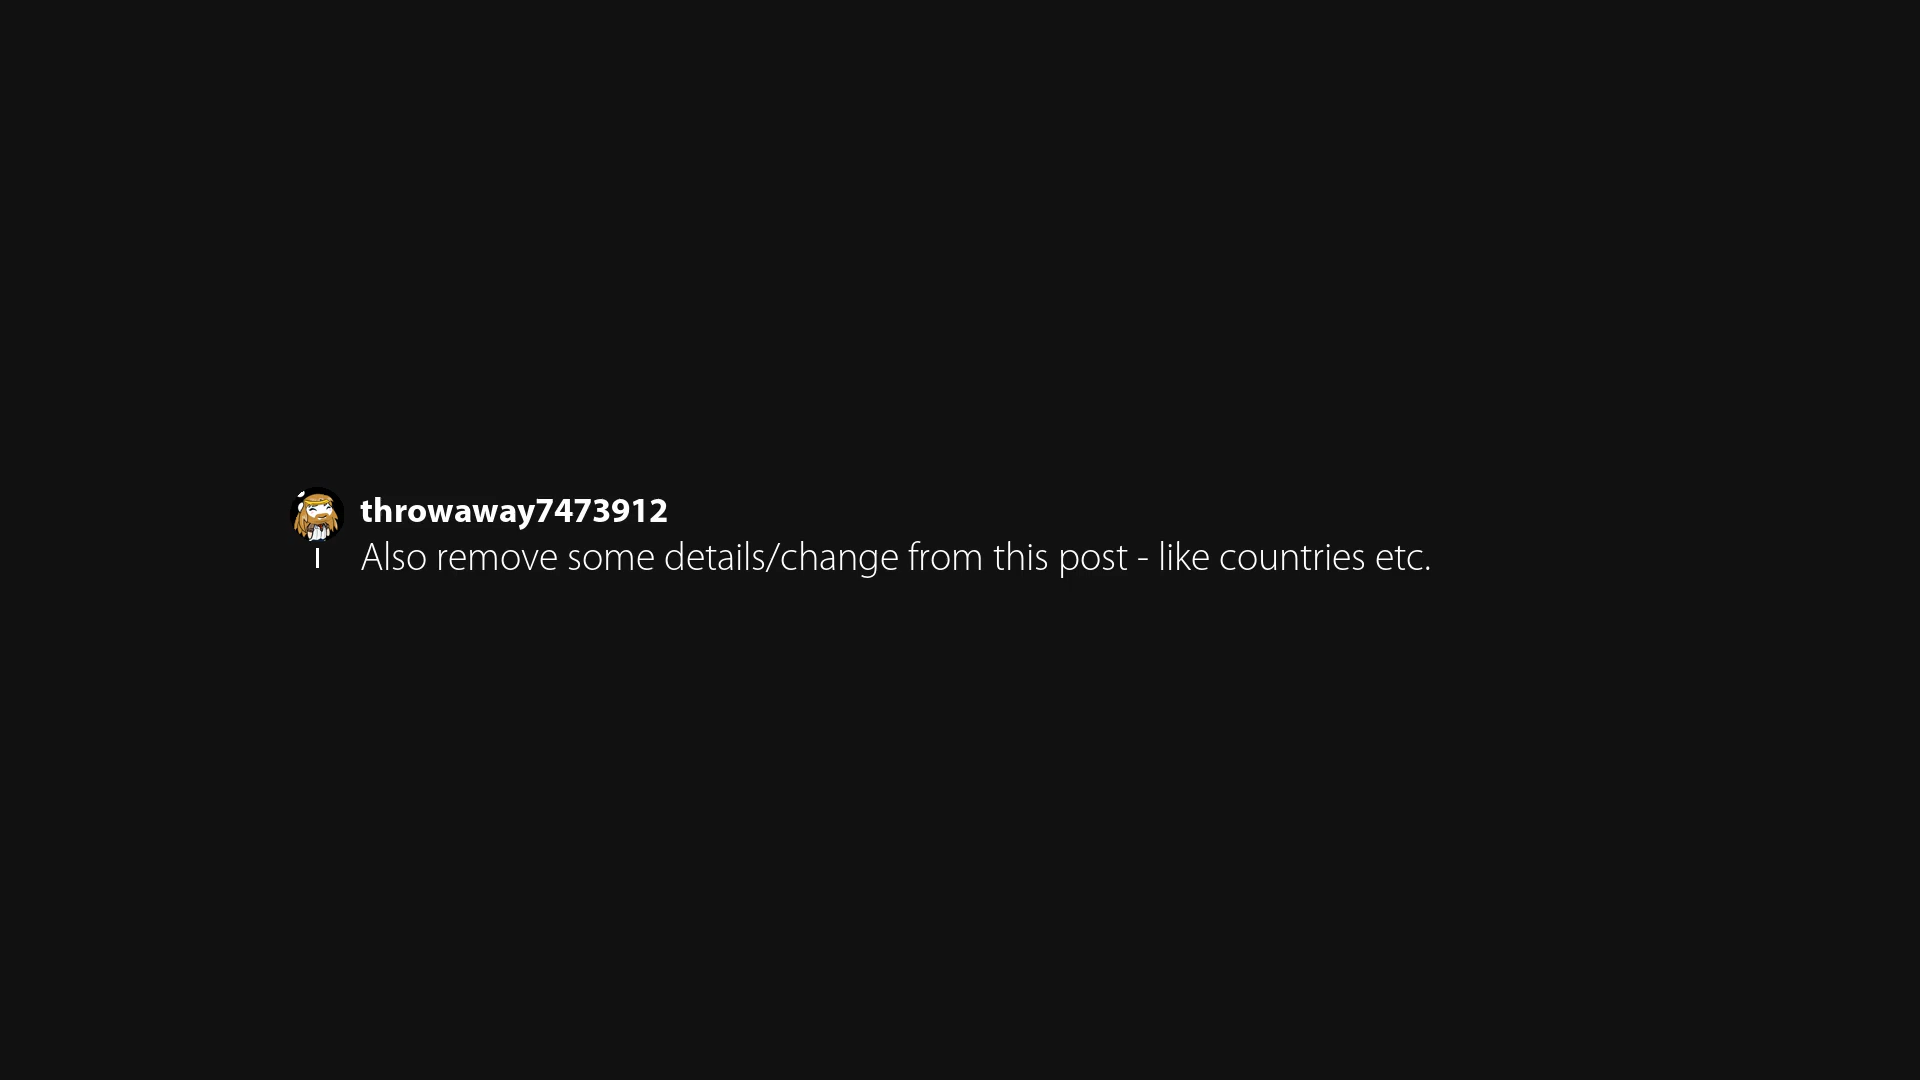 throwaway7473912
Also remove some details/change from this post - like countries etc.